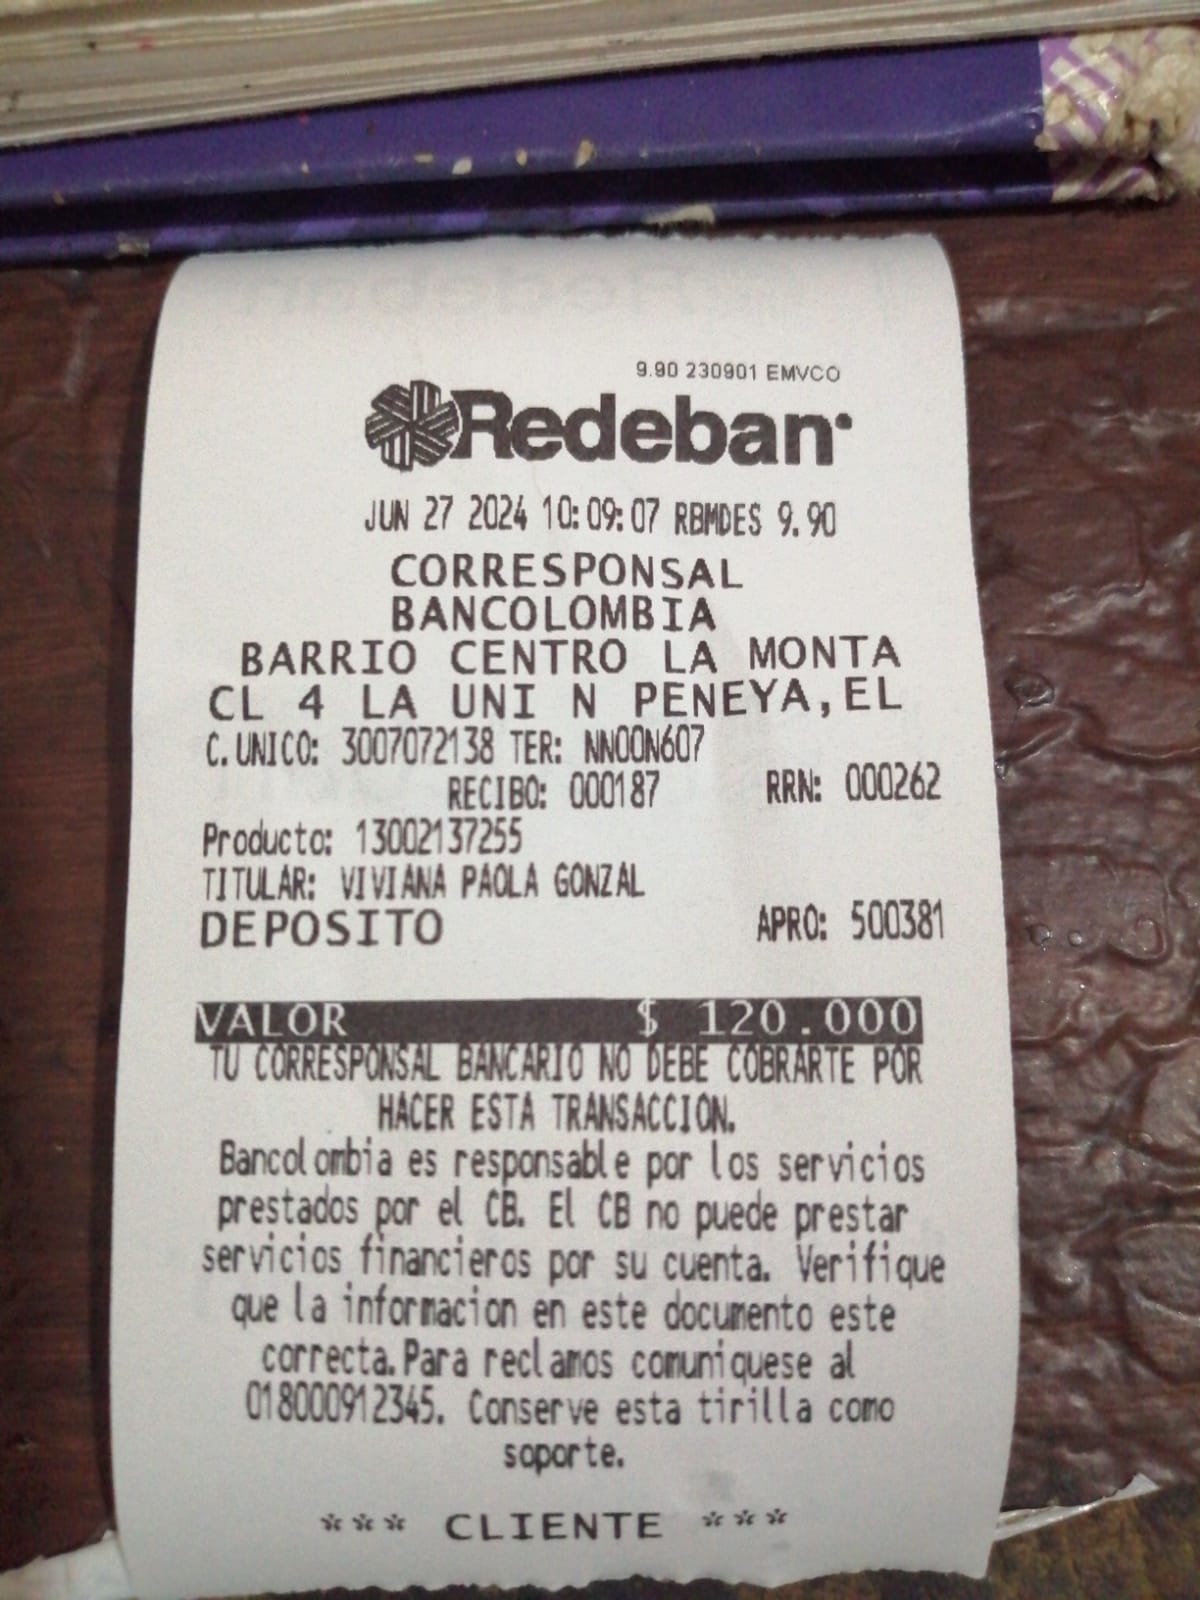 9.90 230901 EMVCO
Redeban
JUN 27 2024 10:09:07 RBMDES 9.90
CORRESPONSAL
BANCOLOMBIA
BARRIO CENTRO LA MONTA
CL 4 LA UNI N PENEYA,EL
C.UNICO: 3007072138 TER: NN00N607
RECIBO: 000187 RRN: 000262
Producto: 13002137255
TITULAR: VIVIANA PAOLA GONZAL
DEPOSITO APRO: 500381
VALOR $ 120.000
TU CORRESPONSAL BANCARIO NO DEBE COBRARTE POR
HACER ESTA TRANSACCION.
Bancolombia es responsable por los servicios
prestados por el CB. El CB no puede prestar
servicios financieros por su cuenta. Verifique
que la informacion en este documento este
correcta.Para reclamos comuniquese al
018000912345. Conserve esta tirilla como
soporte.
*** CLIENTE ***